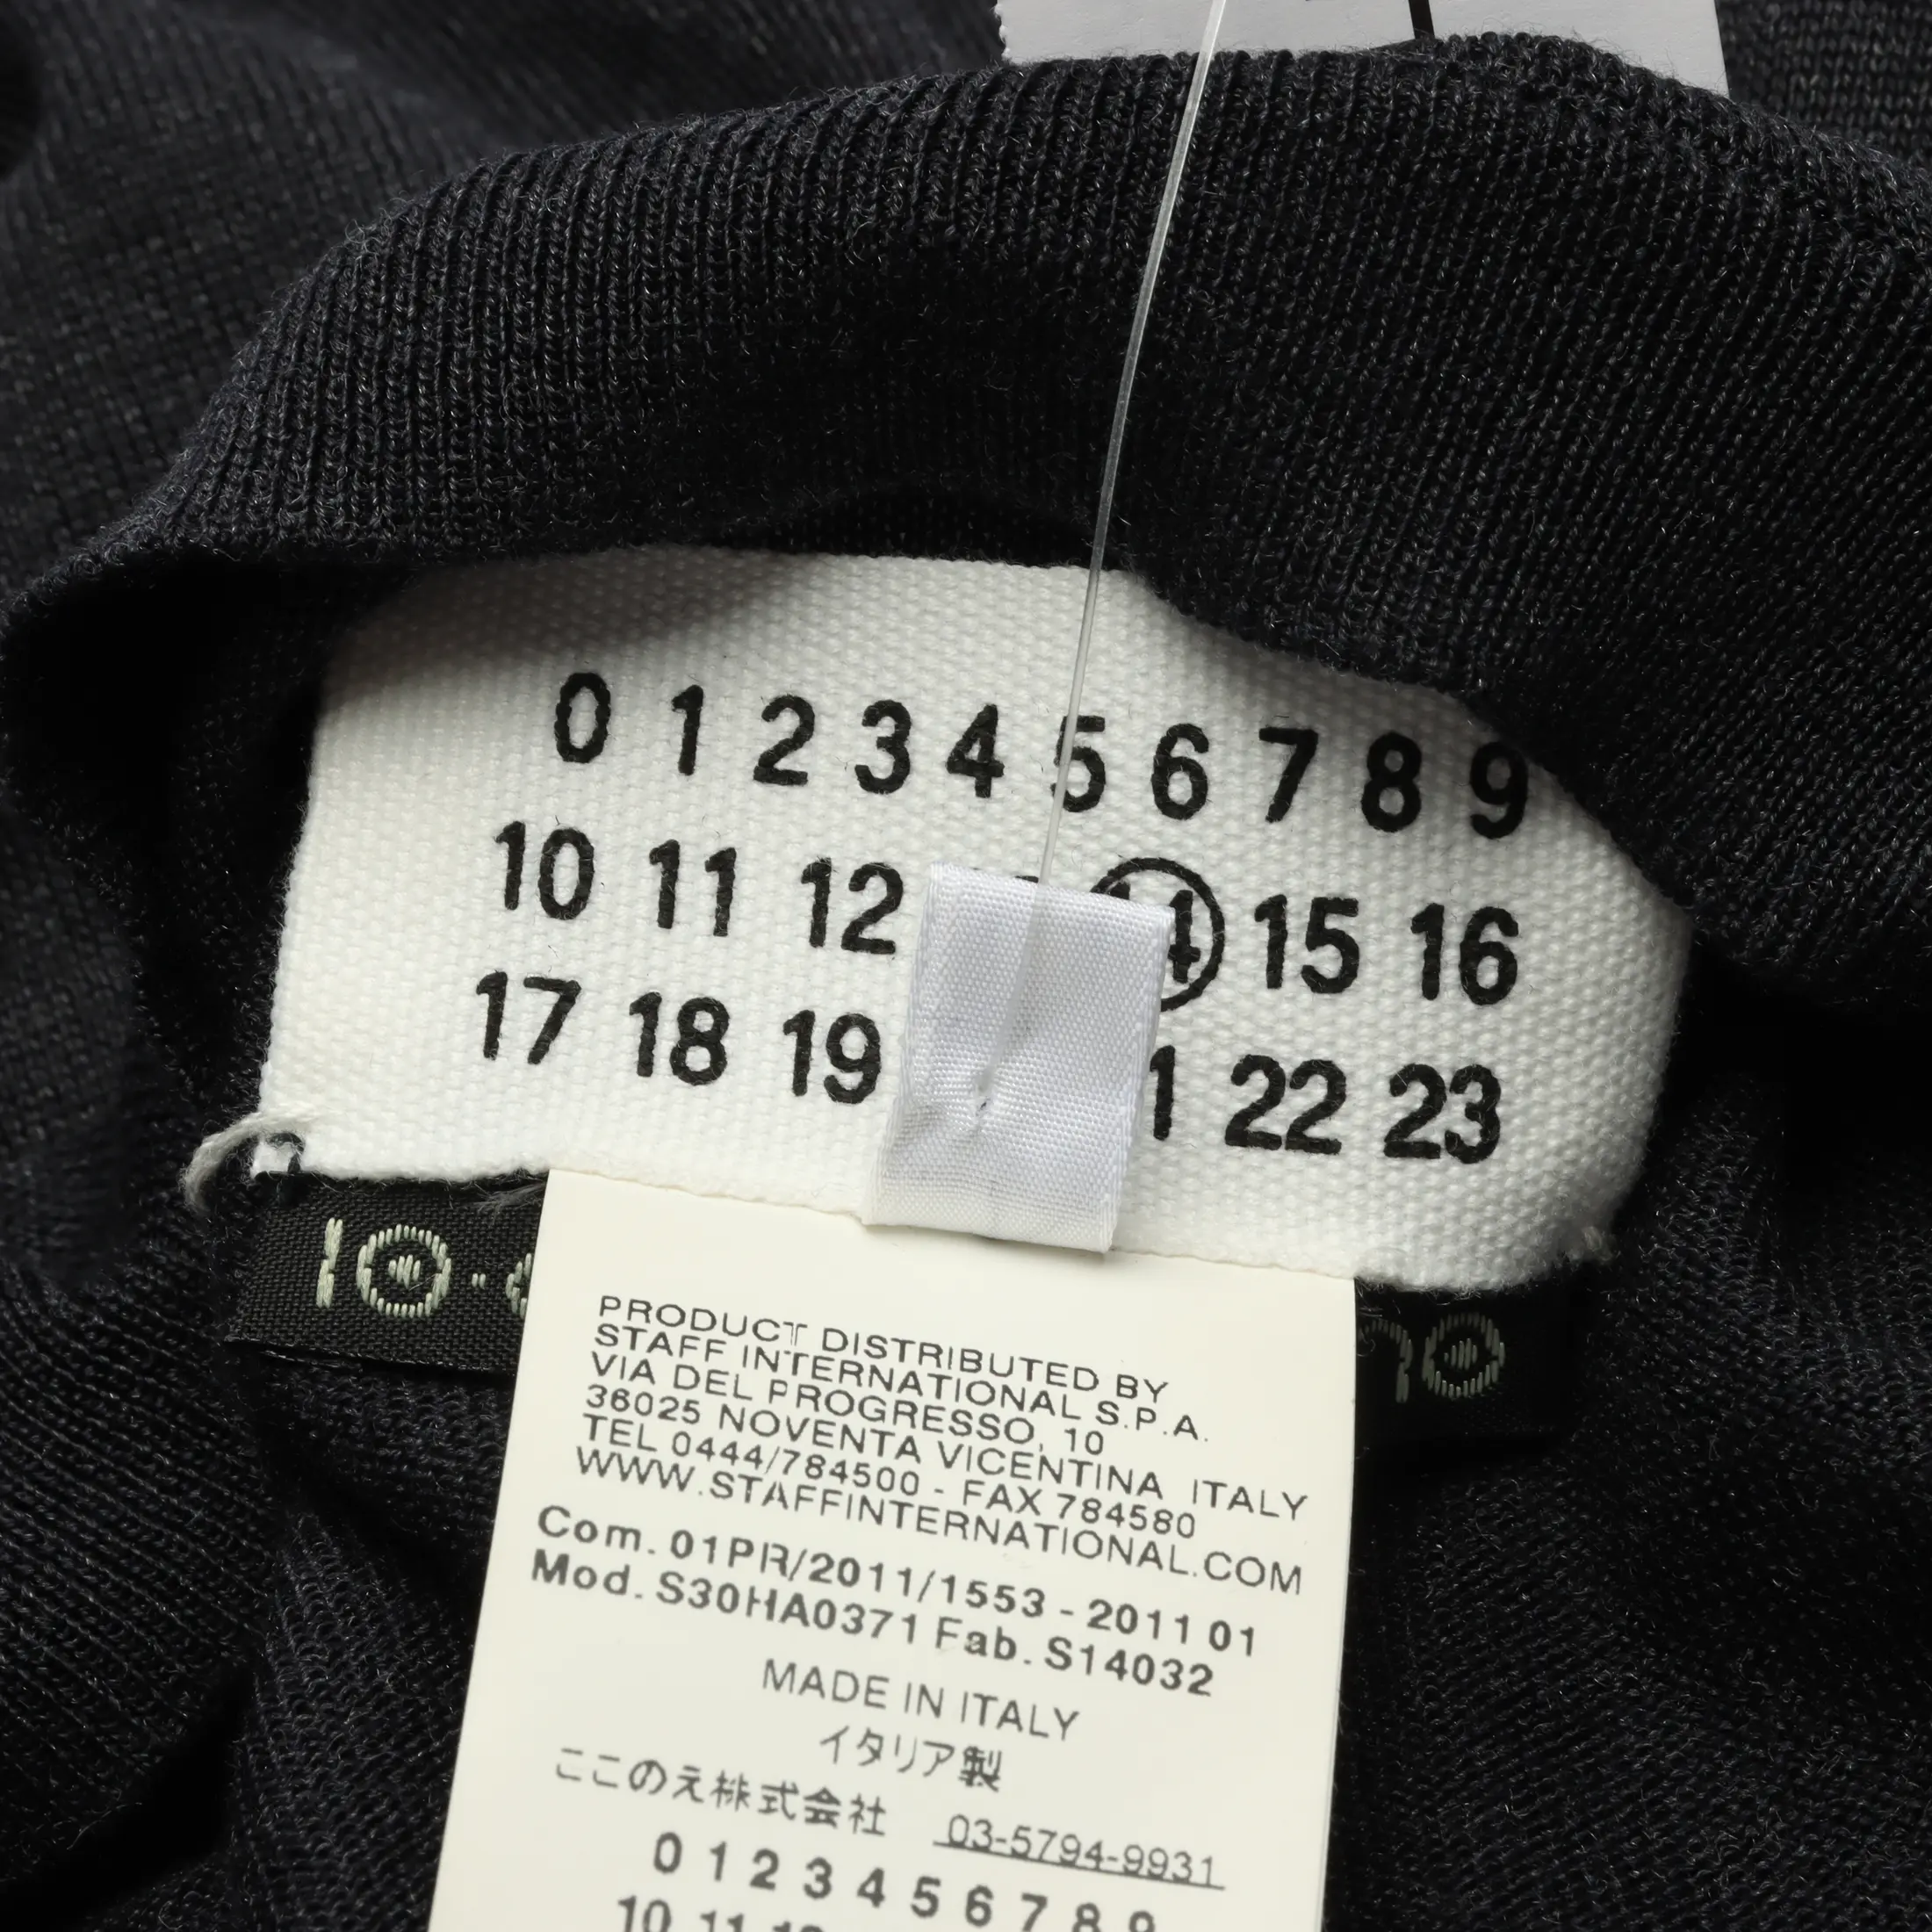 0 1 2 3 4 5 6 7 8 9
10 11 12 14 15 16
17 18 19 22 23
PRODUCT DISTRIBUTED BY
STAFF INTERNATIONAL S.P.A.
VIA DEL PROGRESSO, 10
36025 NOVENTA VICENTINA ITALY
TEL 0444/784500 - FAX 784580
WWW.STAFFINTERNATIONAL.COM
Com. 01PR/2011/1553 - 2011 01
Mod. S30HA0371 Fab. S14032
MADE IN ITALY
イタリア製
ここのえ株式会社 03-5794-9931
0 1 2 3 4 5 6 7 8 9
10 11 12